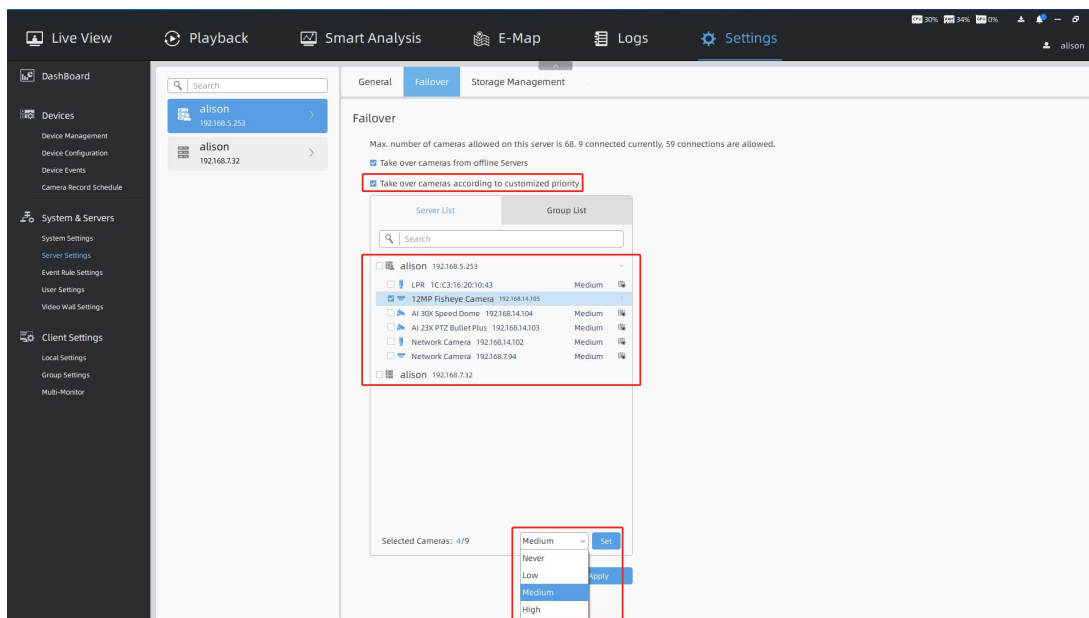 CPU 30% 34% GPU 0%
Live View Playback Smart Analysis E-Map Logs Settings
alison
DashBoard
Devices
Device Management
Device Configuration
Device Events
Camera Record Schedule
System & Servers
System Settings
Server Settings
Event Rule Settings
User Settings
Video Wall Settings
Client Settings
Local Settings
Group Settings
Multi-Monitor
Search
alison
192.168.5.253
alison
192.168.7.32
General Failover Storage Management
Failover
Max. number of cameras allowed on this server is 68. 9 connected currently, 59 connections are allowed.
Take over cameras from offline Servers
Take over cameras according to customized priority
Server List Group List
Search
alison 192.168.5.253
LPR 1C:C3:16:20:10:43 Medium
12MP Fisheye Camera 192.168.14.105
AI 30X Speed Dome 192.168.14.104 Medium
AI 23X PTZ Bullet Plus 192.168.14.103 Medium
Network Camera 192.168.14.102 Medium
Network Camera 192.168.7.94 Medium
alison 192.168.7.32
Selected Cameras: 4/9 Medium Set
Never
Low Apply
Medium
High